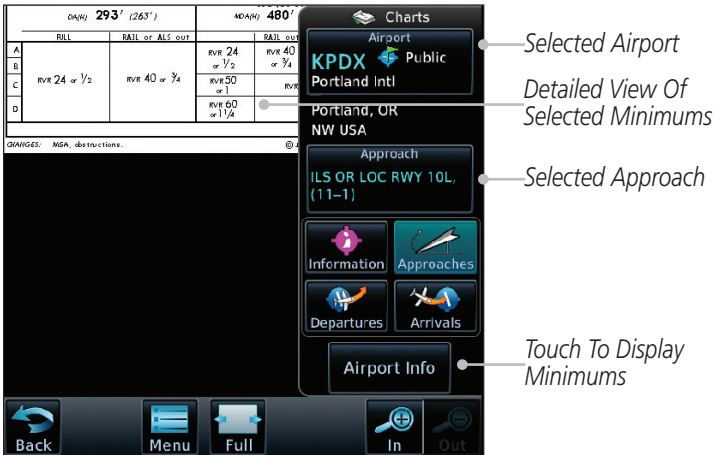 DA(H) 293' (263')
MDA(H) 480'
FULL
RAIL or ALS out
RAIL out
A
B
C
D
RVR 24 or 1/2
RVR 40 or 3/4
RVR 24
or 1/2
RVR 40
or 3/4
RVR 50
or 1
RVR
RVR 60
or 1 1/4
CHANGES: MSA, obstructions.
©
Charts
Airport
KPDX
Public
Portland Intl
Portland, OR
NW USA
Approach
ILS OR LOC RWY 10L,
(11–1)
Information
Approaches
Departures
Arrivals
Airport Info
Back
Menu
Full
In
Out
Selected Airport
Detailed View Of
Selected Minimums
Selected Approach
Touch To Display
Minimums